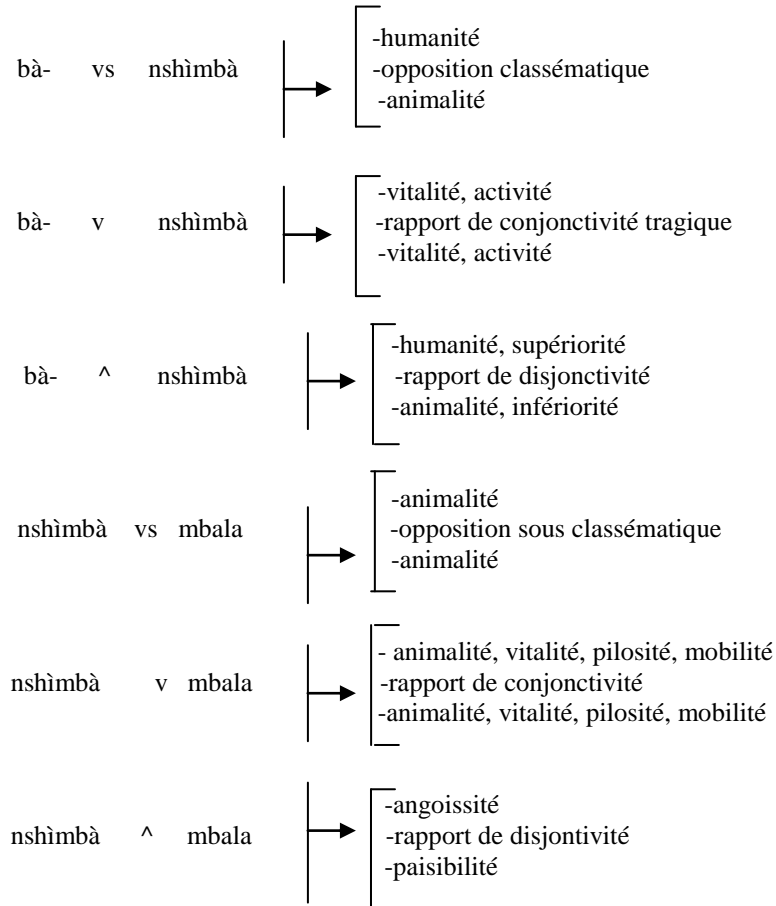 -humanité
bà- vs nshìmbà
-opposition classématique
-animalité
-vitalité, activité
bà- v nshìmbà
-rapport de conjonctivité tragique
-vitalité, activité
-humanité, supériorité
bà- ^ nshìmbà
-rapport de disjonctivité
-animalité, infériorité
-animalité
nshìmbà vs mbala
-opposition sous classématique
-animalité
- animalité, vitalité, pilosité, mobilité
nshìmbà v mbala
-rapport de conjonctivité
-animalité, vitalité, pilosité, mobilité
-angoissité
nshìmbà ^ mbala
-rapport de disjontivité
-paisibilité